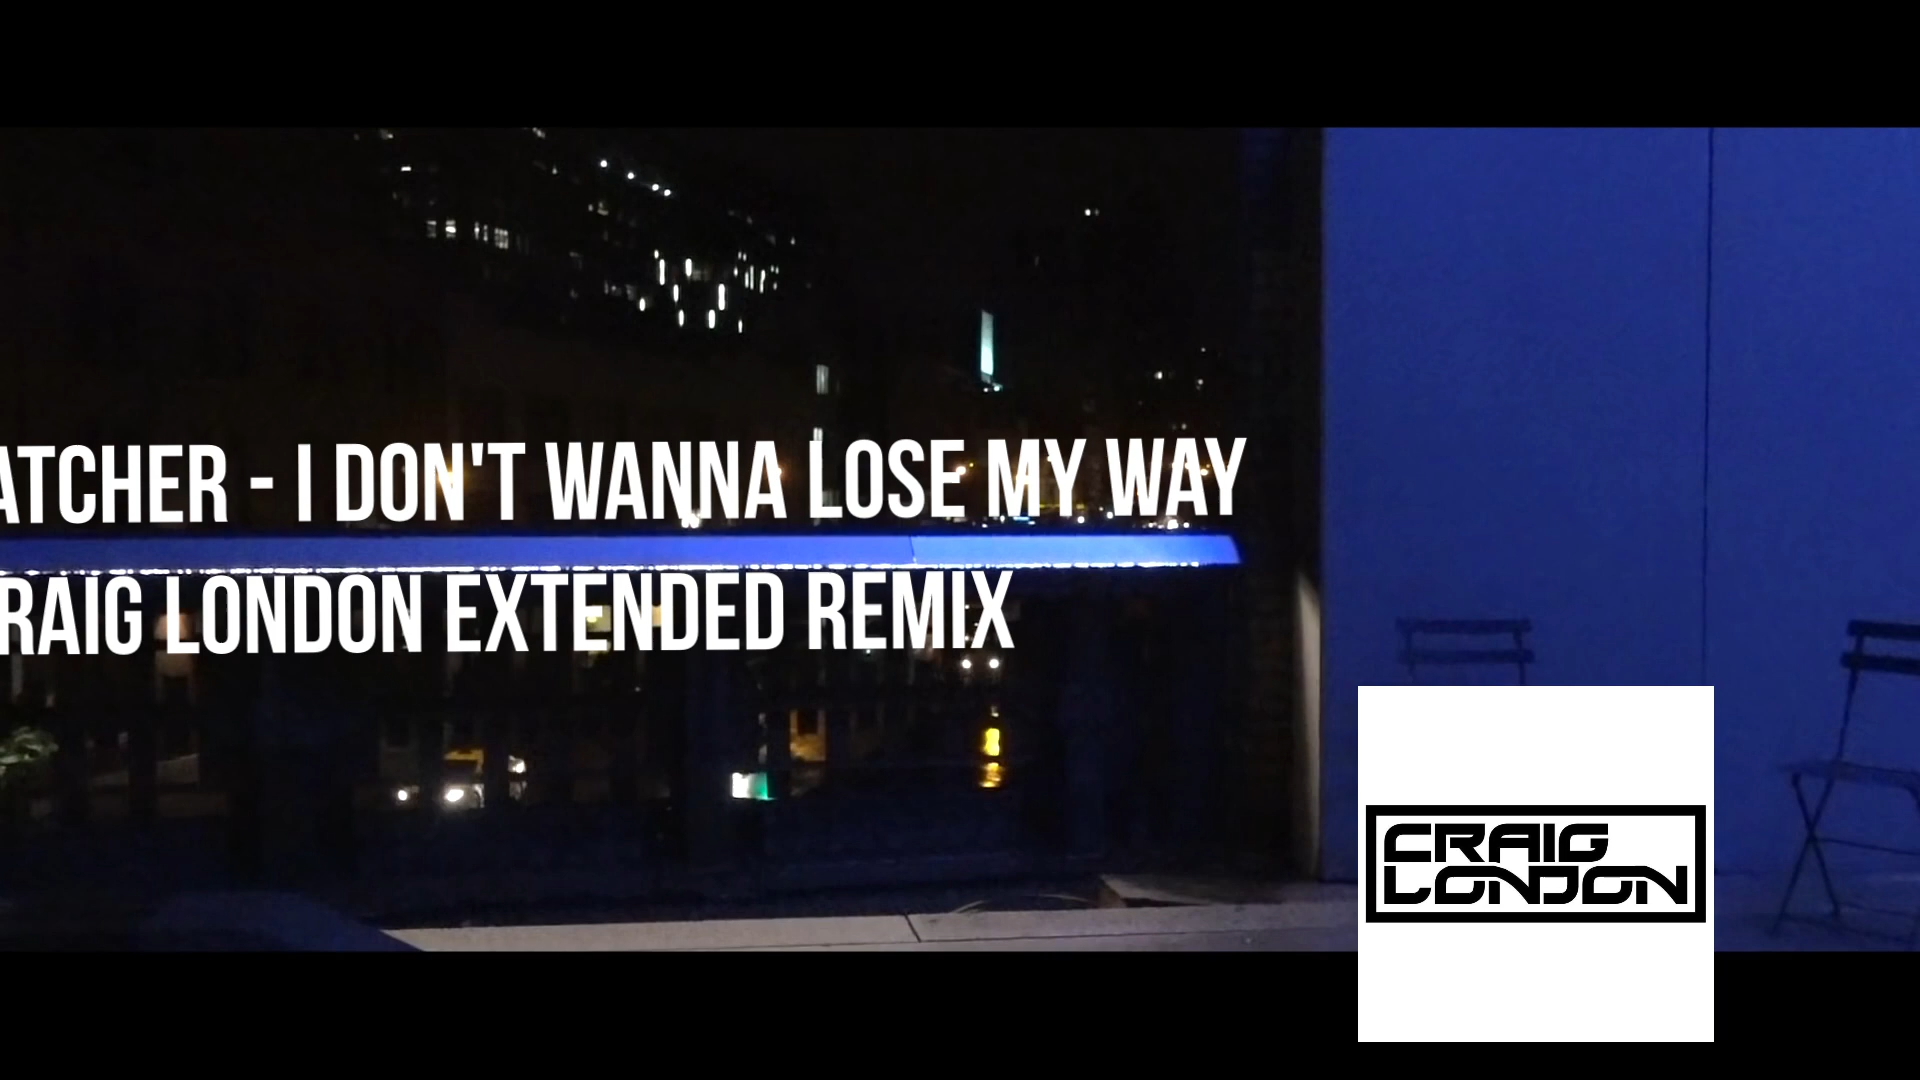 ATCHER - I DON'T WANNA LOSE MY WAY
RAIG LONDON EXTENDED REMIX
CRAIG
LONDON